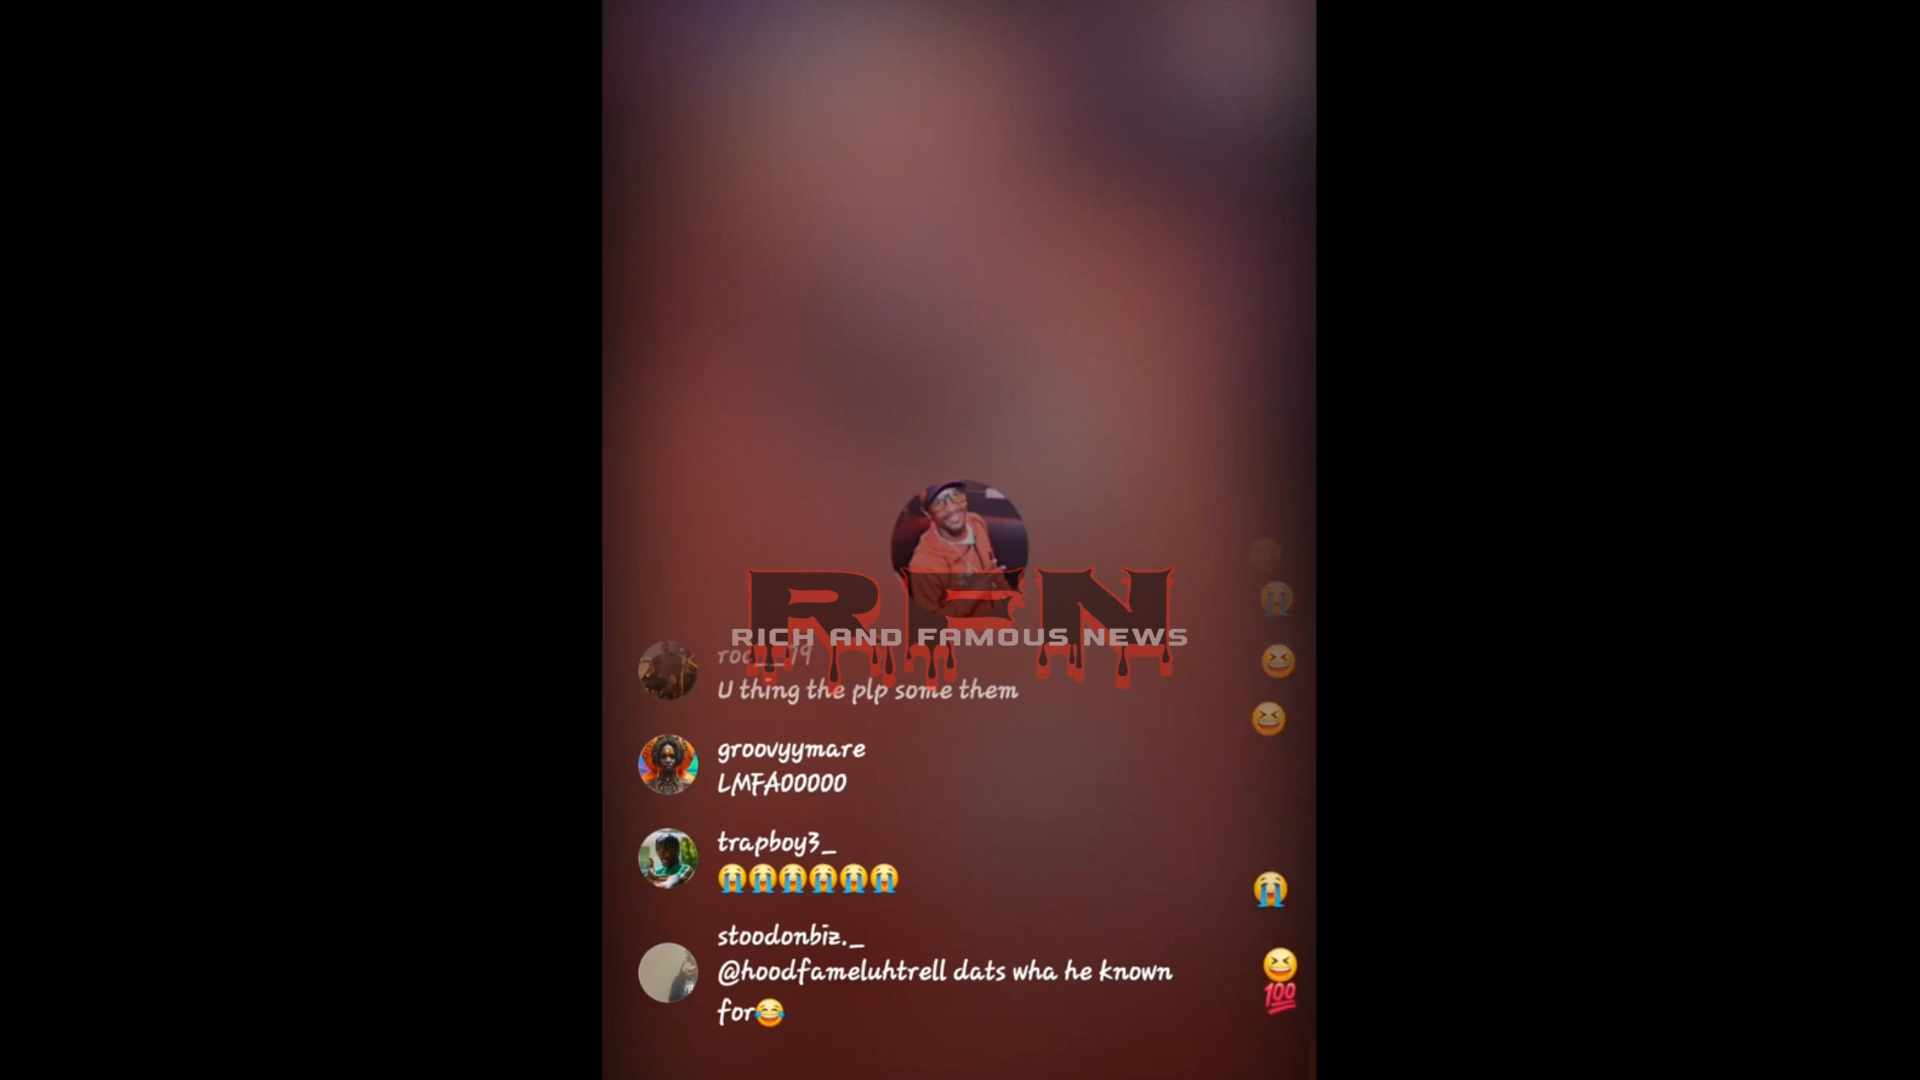 RFN
RICH AND FAMOUS NEWS
U thing the plp some them
groovyymare
LMFAOOOOO
trapboy3_
😭😭😭😭😭😭
stoodonbiz._
@hoodfameluhtrell dats wha he known
for😂
💯